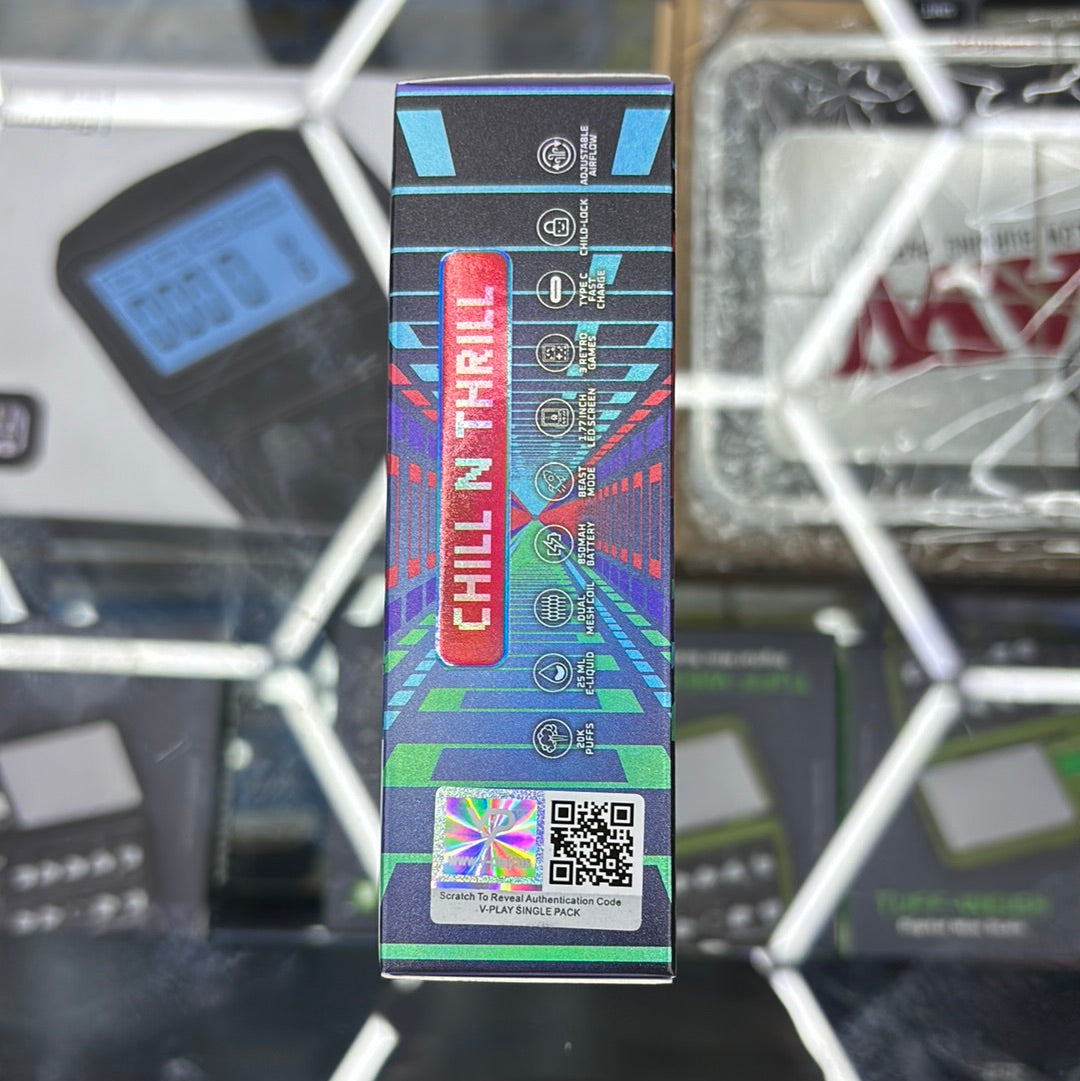 CHILL N THRILL
20K
PUFFS
25 ML
E-LIQUID
DUAL
MESH COIL
850MAH
BATTERY
BEAST
MODE
1.77 INCH
LED SCREEN
3 RETRO
GAMES
TYPE C
FAST
CHARGE
CHILD-LOCK
ADJUSTABLE
AIRFLOW
Scratch To Reveal Authentication Code
V-PLAY SINGLE PACK